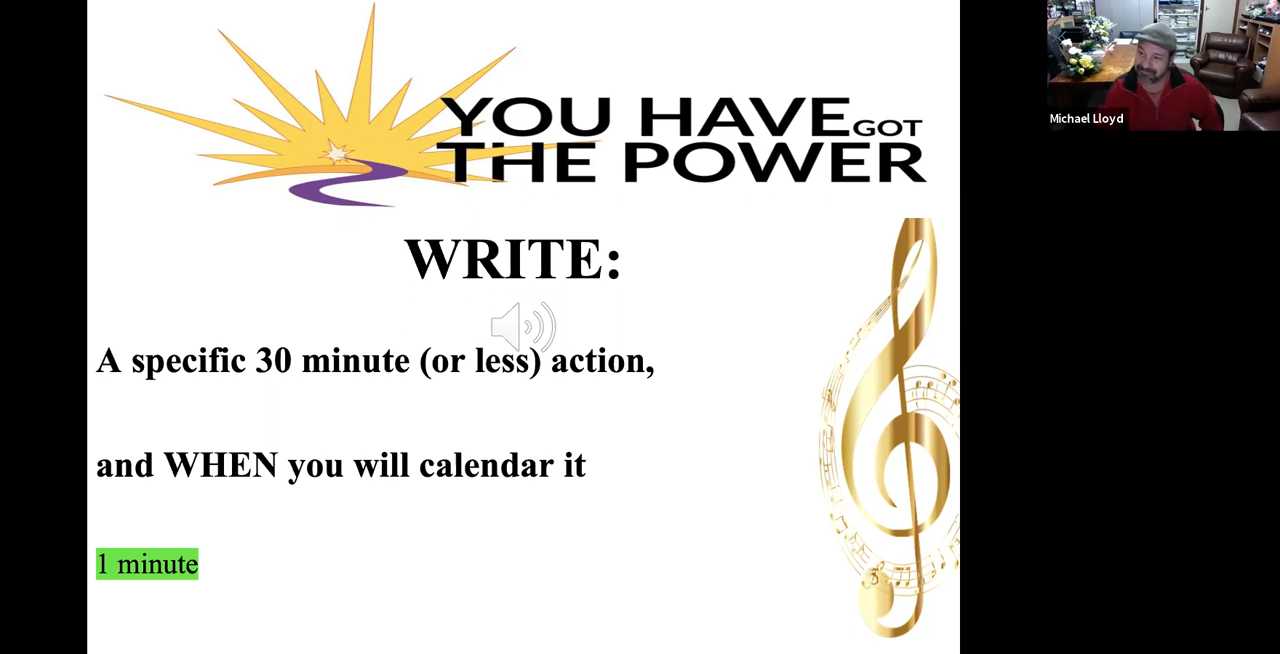 YOU HAVE GOT
THE POWER
WRITE:
A specific 30 minute (or less) action,
and WHEN you will calendar it
1 minute
Michael Lloyd